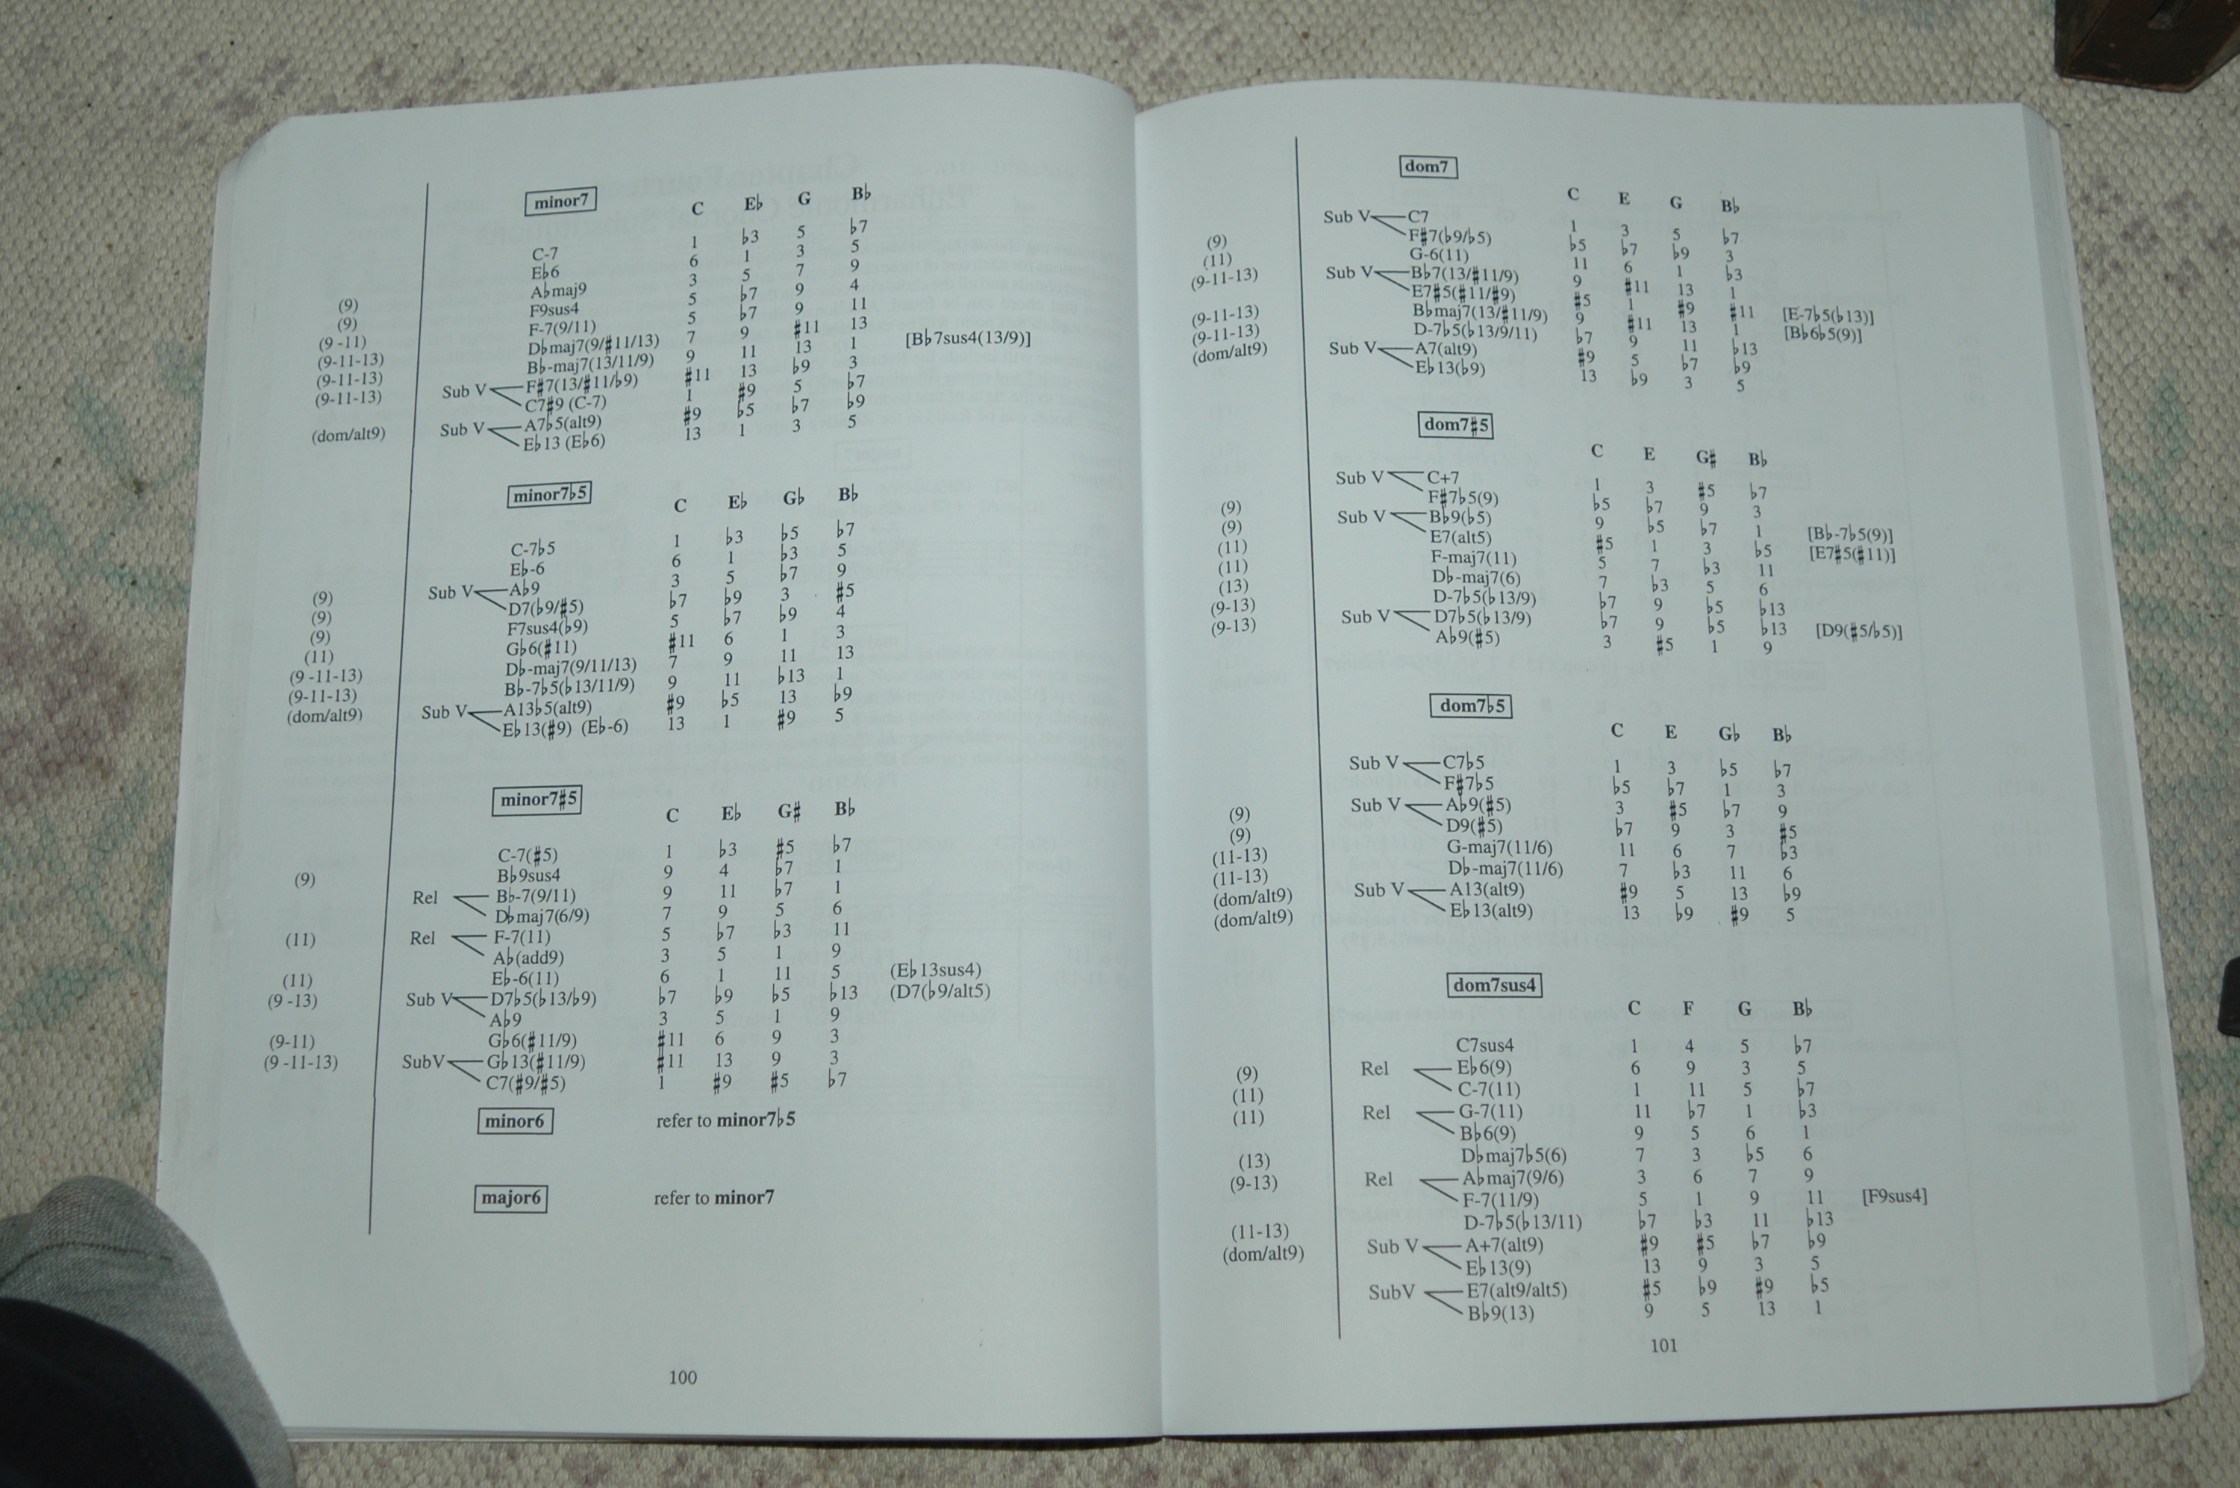 minor7
C E♭ G B♭
C-7 1 ♭3 5 ♭7
E♭6 6 1 3 5
(9) A♭maj9 3 5 7 9
(9) F9sus4 5 ♭7 9 4
(9 -11) F-7(9/11) 5 ♭7 9 11
(9-11-13) D♭maj7(9/♯11/13) 7 9 ♯11 13
(9-11-13) B♭-maj7(13/11/9) 9 11 13 1 [B♭7sus4(13/9)]
(9-11-13) Sub V F♯7(13/♯11/♭9) ♯11 13 ♭9 3
C7♯9 (C-7) 1 ♯9 5 ♭7
(dom/alt9) Sub V A7♭5(alt9) ♯9 ♭5 ♭7 ♭9
E♭13 (E♭6) 13 1 3 5
minor7♭5
C E♭ G♭ B♭
C-7♭5 1 ♭3 ♭5 ♭7
E♭-6 6 1 ♭3 5
(9) Sub V A♭9 3 5 ♭7 9
(9) D7(♭9/♯5) ♭7 ♭9 3 ♯5
(9) F7sus4(♭9) 5 ♭7 ♭9 4
(11) G♭6(♯11) ♯11 6 1 3
(9 -11-13) D♭-maj7(9/11/13) 7 9 11 13
(9-11-13) B♭-7♭5(♭13/11/9) 9 11 ♭13 1
(dom/alt9) Sub V A13♭5(alt9) ♯9 ♭5 13 ♭9
E♭13(♯9) (E♭-6) 13 1 ♯9 5
minor7♯5
C E♭ G♯ B♭
C-7(♯5) 1 ♭3 ♯5 ♭7
(9) B♭9sus4 9 4 ♭7 1
Rel B♭-7(9/11) 9 11 ♭7 1
D♭maj7(6/9) 7 9 5 6
(11) Rel F-7(11) 5 ♭7 ♭3 11
A♭(add9) 3 5 1 9
(11) E♭-6(11) 6 1 11 5 (E♭13sus4)
(9 -13) Sub V D7♭5(♭13/♭9) ♭7 ♭9 ♭5 ♭13 (D7(♭9/alt5)
A♭9 3 5 1 9
(9-11) G♭6(♯11/9) ♯11 6 9 3
(9 -11-13) SubV G♭13(♯11/9) ♯11 13 9 3
C7(♯9/♯5) 1 ♯9 ♯5 ♭7
minor6 refer to minor7♭5
major6 refer to minor7
100
dom7
C E G B♭
Sub V C7 1 3 5 ♭7
(9) F♯7(♭9/♭5) ♭5 ♭7 ♭9 3
(11) G-6(11) 11 6 1 ♭3
(9-11-13) Sub V B♭7(13/♯11/9) 9 ♯11 13 1
E7♯5(♯11/♯9) ♯5 1 ♯9 ♯11 [E-7♭5(♭13)]
(9-11-13) B♭maj7(13/♯11/9) 9 ♯11 13 1 [B♭6♭5(9)]
(9-11-13) D-7♭5(♭13/9/11) ♭7 9 11 ♭13
(dom/alt9) Sub V A7(alt9) ♯9 5 ♭7 ♭9
E♭13(♭9) 13 ♭9 3 5
dom7♯5
C E G♯ B♭
Sub V C+7 1 3 ♯5 ♭7
(9) F♯7♭5(9) ♭5 ♭7 9 3
(9) Sub V B♭9(♭5) 9 ♭5 ♭7 1 [B♭-7♭5(9)]
(11) E7(alt5) ♯5 1 3 ♭5 [E7♯5(♯11)]
(11) F-maj7(11) 5 7 ♭3 11
(13) D♭-maj7(6) 7 ♭3 5 6
(9-13) D-7♭5(♭13/9) ♭7 9 ♭5 ♭13
(9-13) Sub V D7♭5(♭13/9) ♭7 9 ♭5 ♭13 [D9(♯5/♭5)]
A♭9(♯5) 3 ♯5 1 9
dom7♭5
C E G♭ B♭
Sub V C7♭5 1 3 ♭5 ♭7
F♯7♭5 ♭5 ♭7 1 3
(9) Sub V A♭9(♯5) 3 ♯5 ♭7 9
(9) D9(♯5) ♭7 9 3 ♯5
(11-13) G-maj7(11/6) 11 6 7 ♭3
(11-13) D♭-maj7(11/6) 7 ♭3 11 6
(dom/alt9) Sub V A13(alt9) ♯9 5 13 ♭9
(dom/alt9) E♭13(alt9) 13 ♭9 ♯9 5
dom7sus4
C F G B♭
C7sus4 1 4 5 ♭7
(9) Rel E♭6(9) 6 9 3 5
(11) C-7(11) 1 11 5 ♭7
(11) Rel G-7(11) 11 ♭7 1 ♭3
B♭6(9) 9 5 6 1
(13) D♭maj7♭5(6) 7 3 ♭5 6
(9-13) Rel A♭maj7(9/6) 3 6 7 9
F-7(11/9) 5 1 9 11 [F9sus4]
(11-13) D-7♭5(♭13/11) ♭7 ♭3 11 ♭13
(dom/alt9) Sub V A+7(alt9) ♯9 ♯5 ♭7 ♭9
E♭13(9) 13 9 3 5
SubV E7(alt9/alt5) ♯5 ♭9 ♯9 ♭5
B♭9(13) 9 5 13 1
101